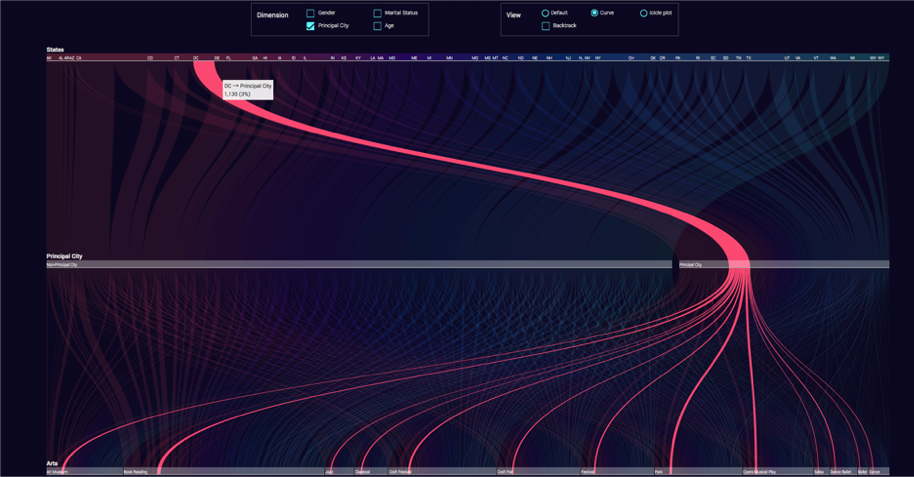 Dimension
Gender
Marital Status
Principal City
Age
View
Default
Curve
Icicle plot
Backtrack
States
AK AL AR AZ CA CO CT DC DE FL GA HI IA ID IL IN KS KY LA MA MD ME MI MN MO MS MT NC ND NE NH NJ NV NY OH OK OR PA RI SC SD TN TX UT VA VT WA WI WV WY
DC → Principal City
1,130 (3%)
Principal City
Non-Principal City
Principal City
Arts
Art Museum Book Reading Jazz Classical Craft Festival Craft Fair Festival Park Opera Musical Play Salsa Dance Ballet Ballet Dance